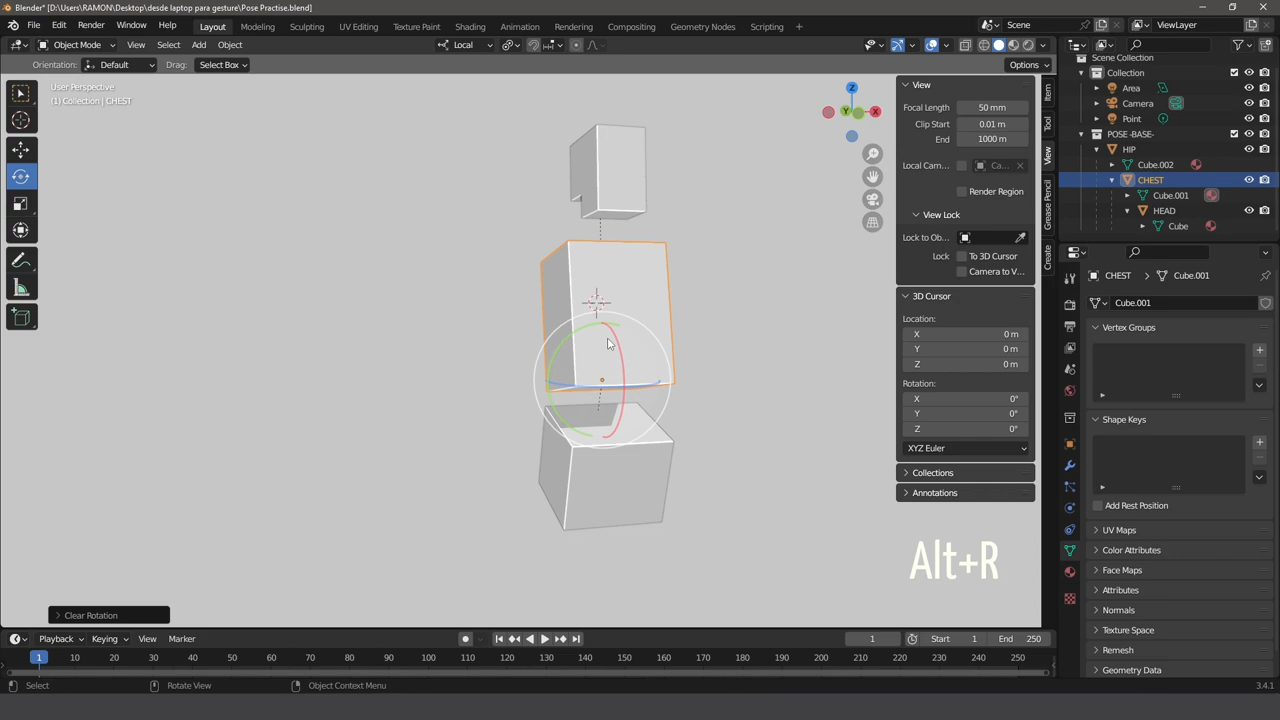 Blender* [D:\Users\RAMON\Desktop\desde laptop para gesture\Pose Practise.blend]
File Edit Render Window Help Layout Modeling Sculpting UV Editing Texture Paint Shading Animation Rendering Compositing Geometry Nodes Scripting + Scene ViewLayer
Object Mode View Select Add Object Local
Orientation: Default Drag: Select Box Options
User Perspective
(1) Collection | CHEST
Z
Y
X
View
Focal Length 50 mm
Clip Start 0.01 m
End 1000 m
Local Cam... Ca...
Render Region
View Lock
Lock to Ob...
Lock To 3D Cursor
Camera to V...
3D Cursor
Location:
X 0 m
Y 0 m
Z 0 m
Rotation:
X 0°
Y 0°
Z 0°
XYZ Euler
Collections
Annotations
Item
Tool
View
Grease Pencil
Create
Scene Collection
Collection
Area
Camera
Point
POSE -BASE-
HIP
Cube.002
CHEST
Cube.001
HEAD
Cube
CHEST Cube.001
Cube.001
Vertex Groups
Shape Keys
Add Rest Position
UV Maps
Color Attributes
Face Maps
Attributes
Normals
Texture Space
Remesh
Geometry Data
Alt+R
Clear Rotation
Playback Keying View Marker 1 Start 1 End 250
1 10 20 30 40 50 60 70 80 90 100 110 120 130 140 150 160 170 180 190 200 210 220 230 240 250
Select Rotate View Object Context Menu 3.4.1